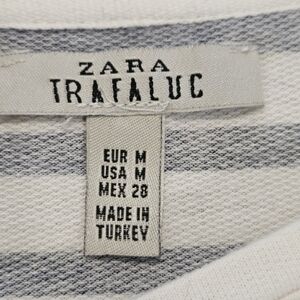 ZARA
TRAFALUC
EUR M
USA M
MEX 28
MADE IN
TURKEY